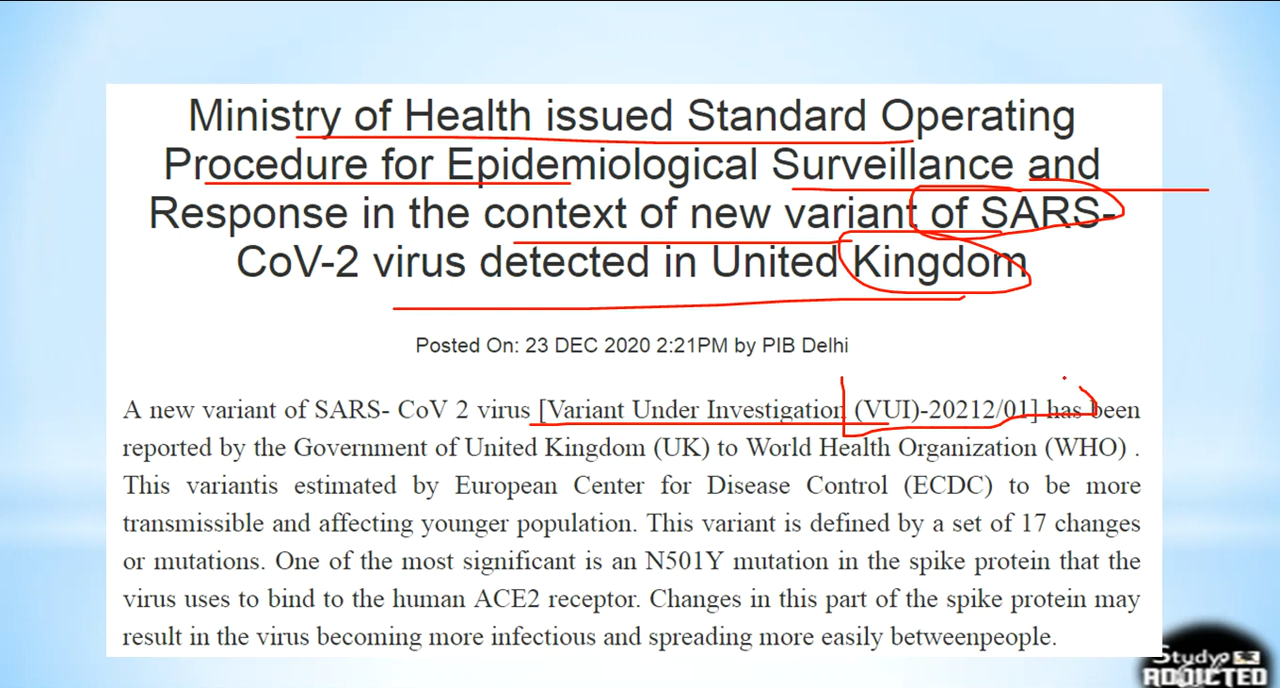 Ministry of Health issued Standard Operating
Procedure for Epidemiological Surveillance and
Response in the context of new variant of SARS-
CoV-2 virus detected in United Kingdom
Posted On: 23 DEC 2020 2:21PM by PIB Delhi
A new variant of SARS- CoV 2 virus [Variant Under Investigation (VUI)-20212/01] has been
reported by the Government of United Kingdom (UK) to World Health Organization (WHO) .
This variantis estimated by European Center for Disease Control (ECDC) to be more
transmissible and affecting younger population. This variant is defined by a set of 17 changes
or mutations. One of the most significant is an N501Y mutation in the spike protein that the
virus uses to bind to the human ACE2 receptor. Changes in this part of the spike protein may
result in the virus becoming more infectious and spreading more easily betweenpeople.
Study
ADDICTED